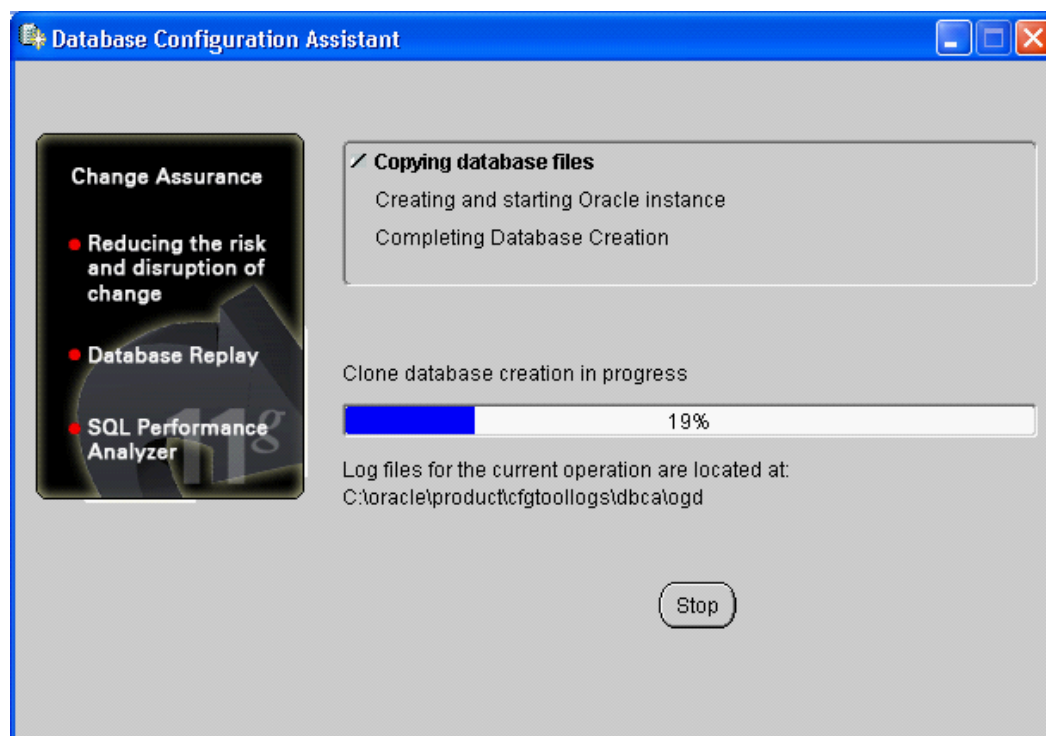 Database Configuration Assistant
Change Assurance
Reducing the risk
and disruption of
change
Database Replay
SQL Performance
Analyzer
11g
Copying database files
Creating and starting Oracle instance
Completing Database Creation
Clone database creation in progress
19%
Log files for the current operation are located at:
C:\oracle\product\cfgtoollogs\dbca\ogd
Stop